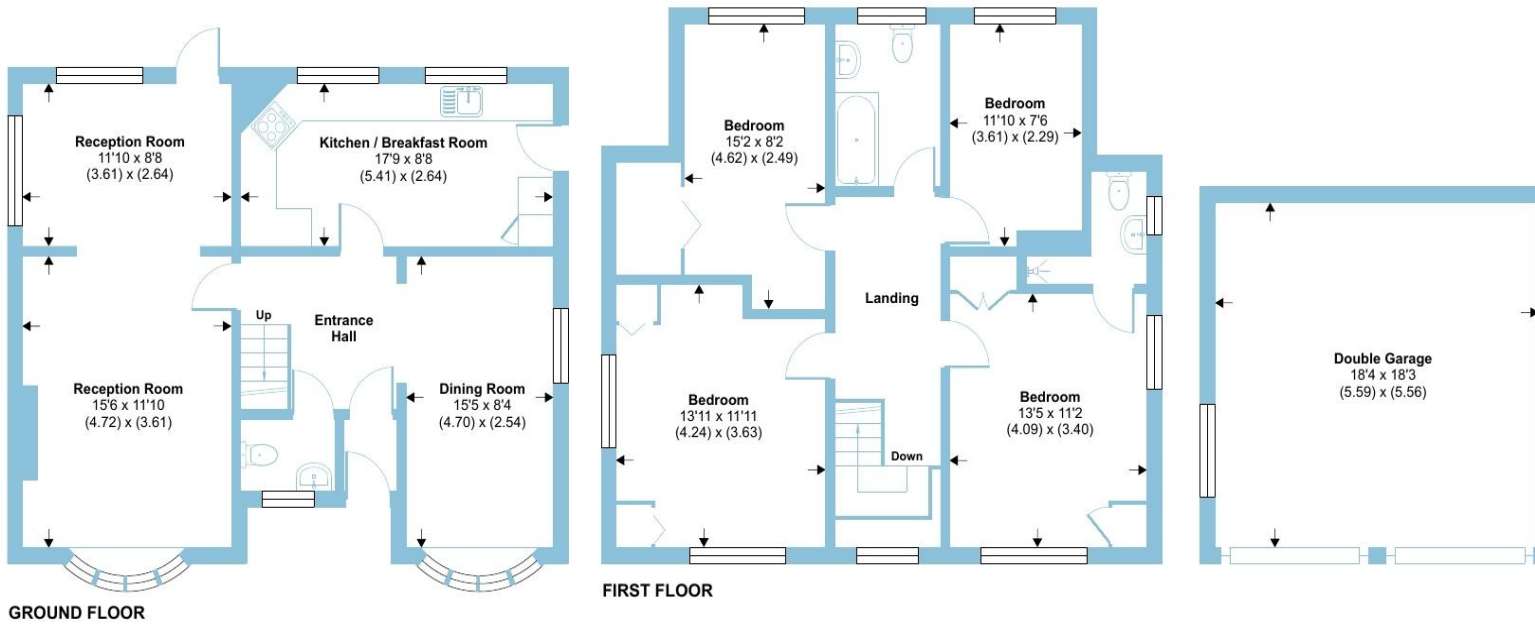 Reception Room
11'10 x 8'8
(3.61) x (2.64)
Kitchen / Breakfast Room
17'9 x 8'8
(5.41) x (2.64)
Up
Entrance
Hall
Reception Room
15'6 x 11'10
(4.72) x (3.61)
Dining Room
15'5 x 8'4
(4.70) x (2.54)
GROUND FLOOR
Bedroom
15'2 x 8'2
(4.62) x (2.49)
Bedroom
11'10 x 7'6
(3.61) x (2.29)
Landing
Bedroom
13'11 x 11'11
(4.24) x (3.63)
Down
Bedroom
13'5 x 11'2
(4.09) x (3.40)
FIRST FLOOR
Double Garage
18'4 x 18'3
(5.59) x (5.56)